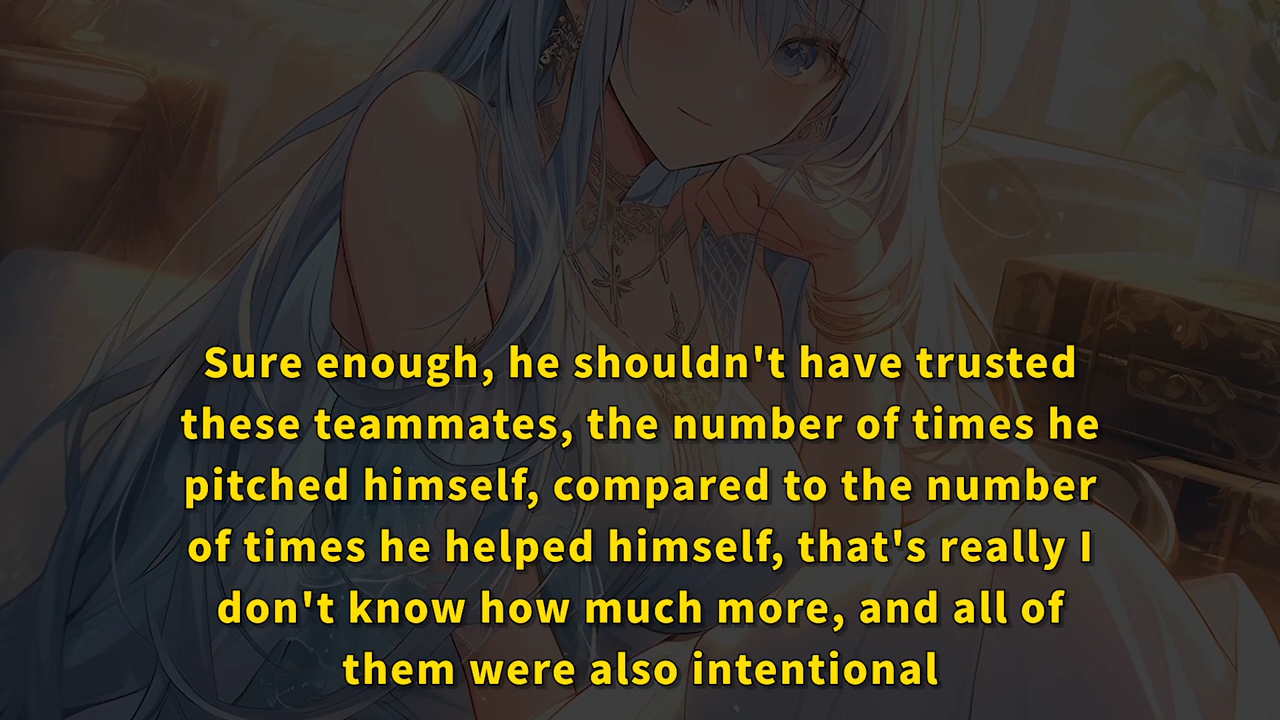 Sure enough, he shouldn't have trusted
these teammates, the number of times he
pitched himself, compared to the number
of times he helped himself, that's really I
don't know how much more, and all of
them were also intentional